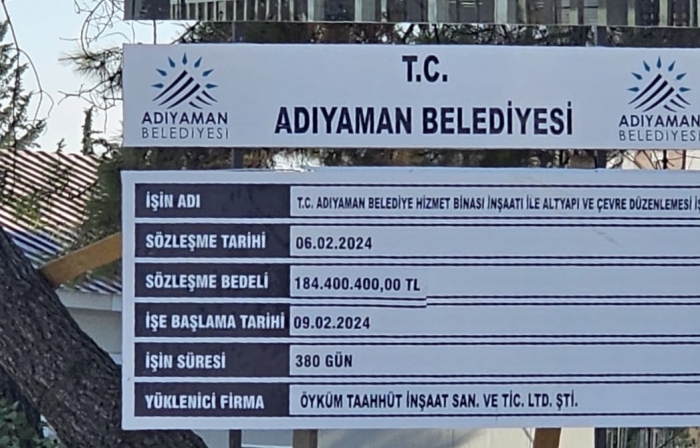 T.C.
ADIYAMAN BELEDİYESİ
ADIYAMAN
BELEDİYESİ
ADIYAMAN
BELEDİYESİ
İŞİN ADI T.C. ADIYAMAN BELEDİYE HİZMET BİNASI İNŞAATI İLE ALTYAPI VE ÇEVRE DÜZENLEMESİ
SÖZLEŞME TARİHİ 06.02.2024
SÖZLEŞME BEDELİ 184.400.400,00 TL
İŞE BAŞLAMA TARİHİ 09.02.2024
İŞİN SÜRESİ 380 GÜN
YÜKLENİCİ FİRMA ÖYKÜM TAAHHÜT İNŞAAT SAN. VE TİC. LTD. ŞTİ.